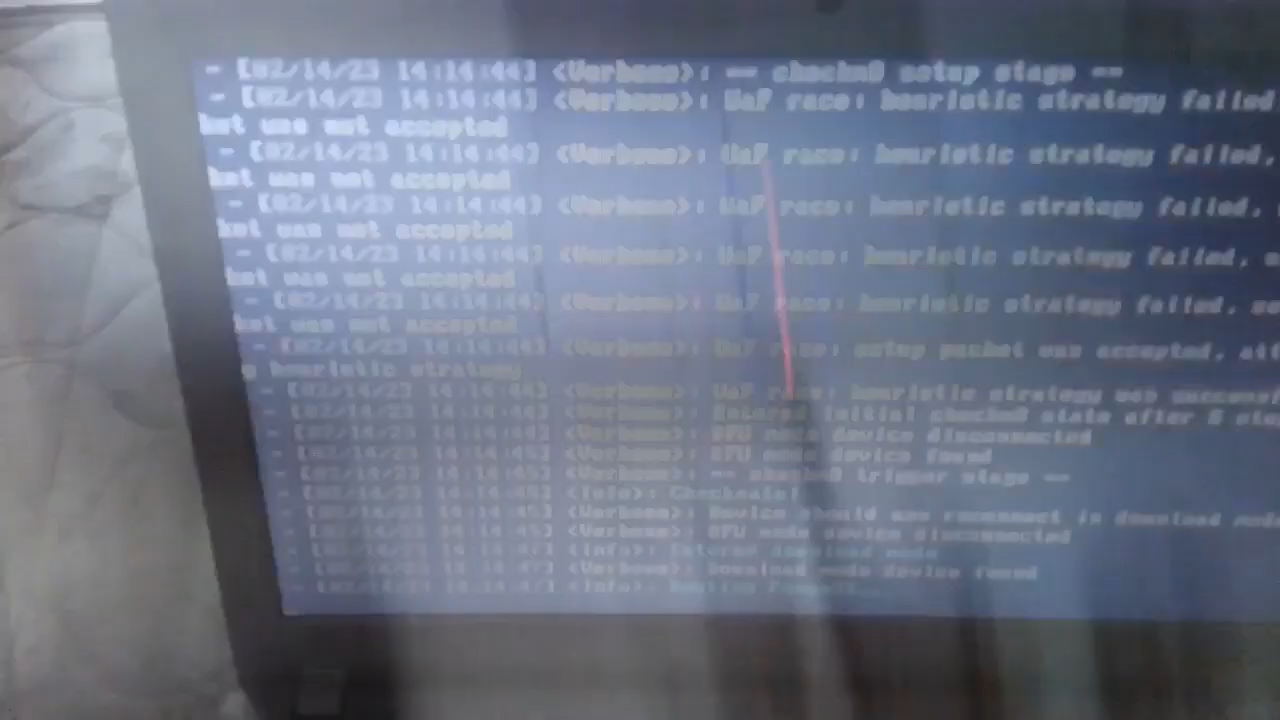 - [02/14/23 14:14:44] <Verbose>: -- checkm8 setup stage --
- [02/14/23 14:14:44] <Verbose>: UaF race: heuristic strategy failed
ket was not accepted
- [02/14/23 14:14:44] <Verbose>: UaF race: heuristic strategy failed,
ket was not accepted
- [02/14/23 14:14:44] <Verbose>: UaF race: heuristic strategy failed,
ket was not accepted
- [02/14/23 14:14:44] <Verbose>: UaF race: heuristic strategy failed,
ket was not accepted
- [02/14/23 14:14:44] <Verbose>: UaF race: heuristic strategy failed, se
ket was not accepted
- [02/14/23 14:14:44] <Verbose>: UaF race: setup packet was accepted,
heuristic strategy
- [02/14/23 14:14:44] <Verbose>: UaF race: heuristic strategy was
- [02/14/23 14:14:44] <Verbose>: Entered initial checkm8 state after
- [02/14/23 14:14:44] <Verbose>: DFU mode device disconnected
- [02/14/23 14:14:45] <Verbose>: DFU mode device found
- [02/14/23 14:14:45] <Verbose>: -- checkm8 trigger stage --
- [02/14/23 14:14:45] <Info>: Checkmate!
- [02/14/23 14:14:45] <Verbose>: Device should now reconnect in download mode
- [02/14/23 14:14:45] <Verbose>: DFU mode device disconnected
- [02/14/23 14:14:47] <Info>: Entered download mode
- [02/14/23 14:14:47] <Verbose>: Download mode device found
- [02/14/23 14:14:47] <Info>: Booting PongoOS...